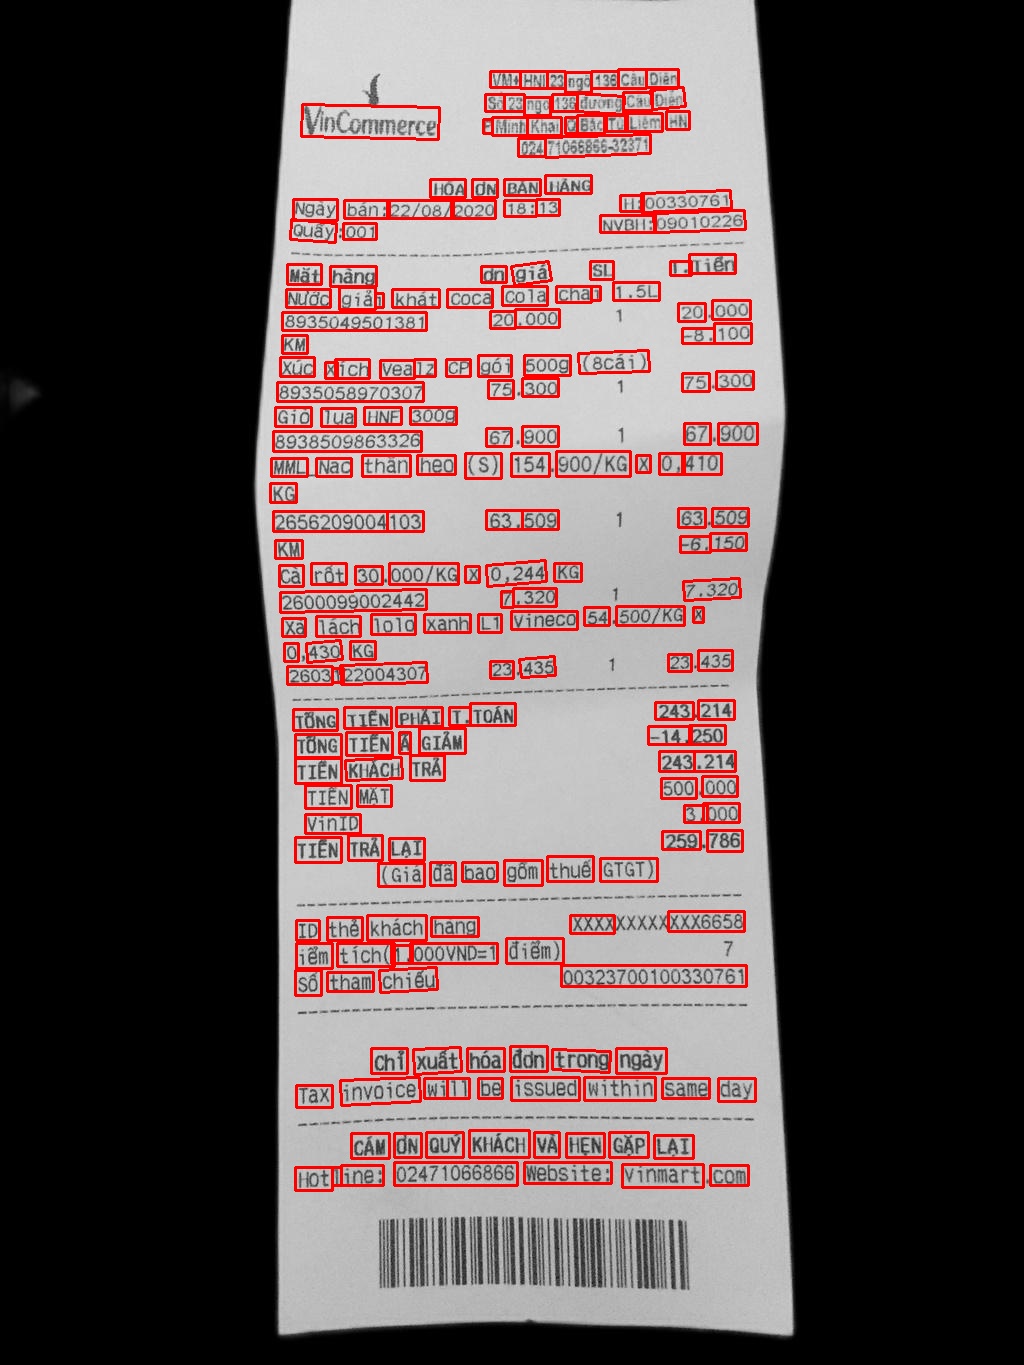 VinCommerce
VM+ HNI 23 ngõ 136 Cầu Diễn
Số 23 ngõ 136 đường Cầu Diễn
P Minh Khai Q Bắc Từ Liêm HN
024 71066866-32371
HÓA ĐN BÁN HÀNG
Ngày bán:22/08/2020 18:13 H:00330761
Quầy:001 NVBH:09010226
Mặt hàng ơn giá SL T.Tiền
Nước giải khát Coca Cola chai 1.5L
8935049501381 20.000 1 20.000
KM -8.100
Xúc xích Vealz CP gói 500g (8cái)
8935058970307 75.300 1 75.300
Giò lụa HNF 300g
8938509863326 67.900 1 67.900
MML_Nạc thăn heo (S) 154.900/KG x 0,410
KG
2656209004103 63.509 1 63.509
KM -6.150
Cà rốt 30.000/KG x 0,244 KG
2600099002442 7.320 1 7.320
Xà lách lolo xanh L1 vineco 54.500/KG x
0,430 KG
2603122004307 23.435 1 23.435
TỔNG TIỀN PHẢI T.TOÁN 243.214
TỔNG TIỀN Ã GIẢM -14.250
TIỀN KHÁCH TRẢ 243.214
TIỀN MẶT 500.000
VinID 3.000
TIỀN TRẢ LẠI 259.786
(Giá đã bao gồm thuế GTGT)
ID thẻ khách hàng XXXXXXXXXXXX6658
iểm tích(1.000VND=1 điểm) 7
Số tham chiếu 00323700100330761
Chỉ xuất hóa đơn trong ngày
Tax invoice will be issued within same day
CẢM ƠN QUÝ KHÁCH VÀ HẸN GẶP LẠI
Hotline: 02471066866 Website: vinmart.com